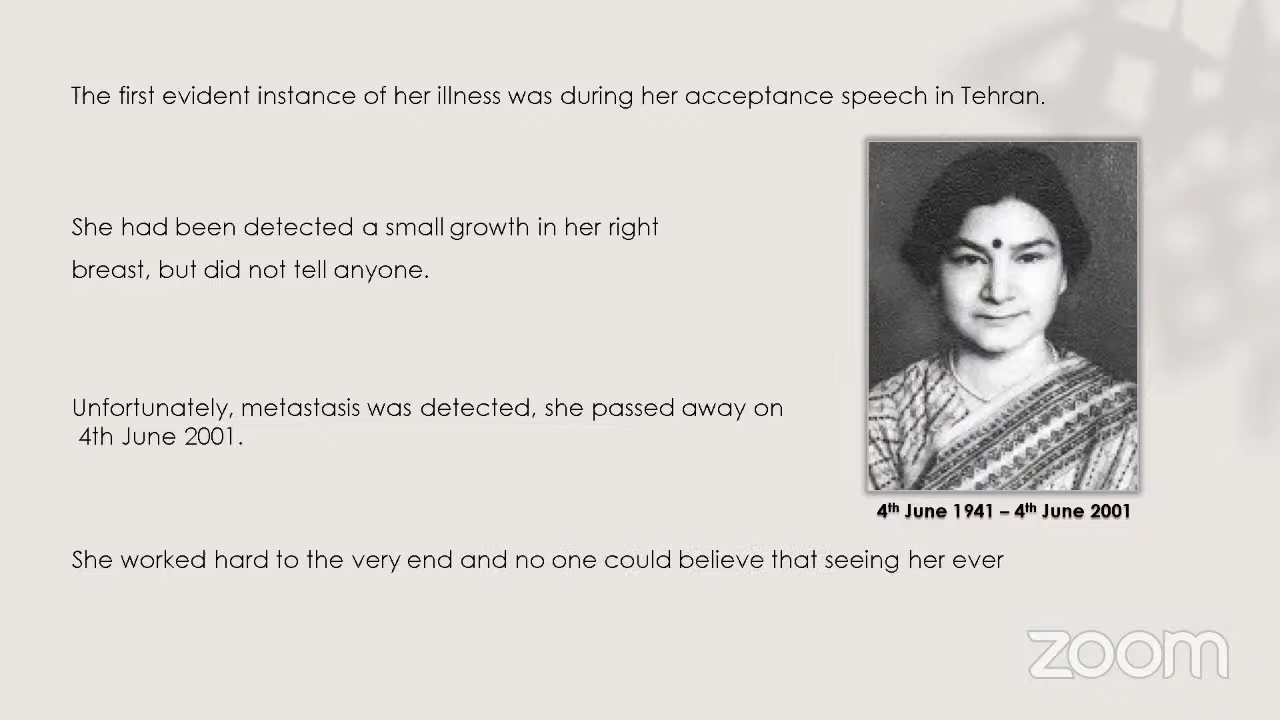 The first evident instance of her illness was during her acceptance speech in Tehran.
She had been detected a small growth in her right
breast, but did not tell anyone.
Unfortunately, metastasis was detected, she passed away on
4th June 2001.
4th June 1941 – 4th June 2001
She worked hard to the very end and no one could believe that seeing her ever
zoom